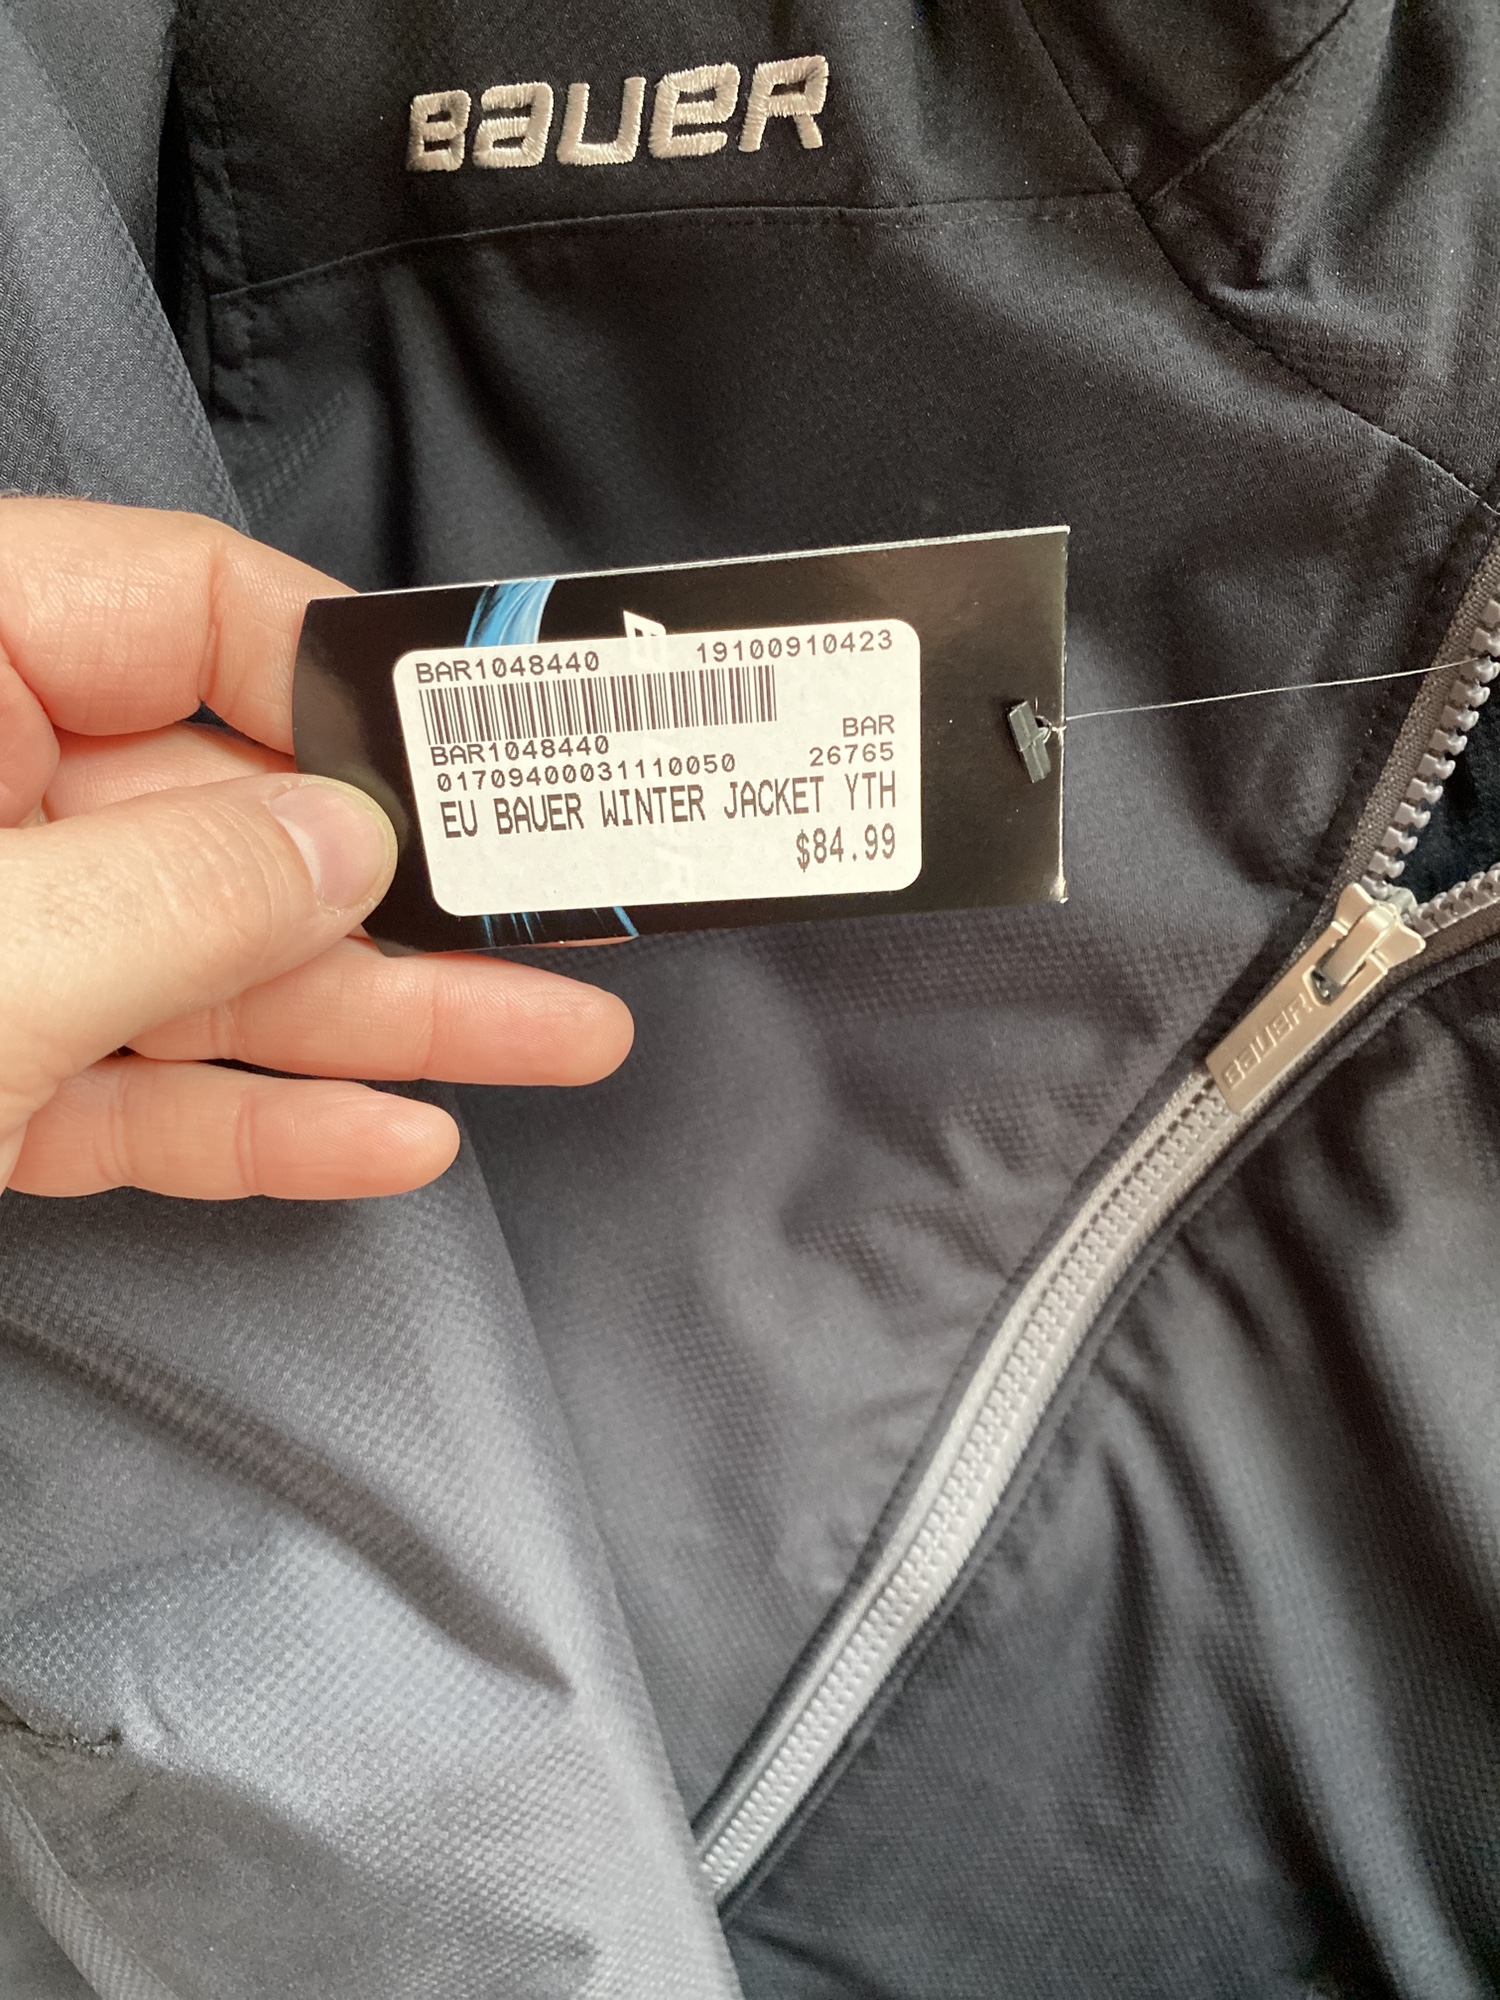 BAUER
BAR1048440 19100910423
BAR1048440 BAR
01709400031110050 26765
EU BAUER WINTER JACKET YTH
$84.99
BAUER